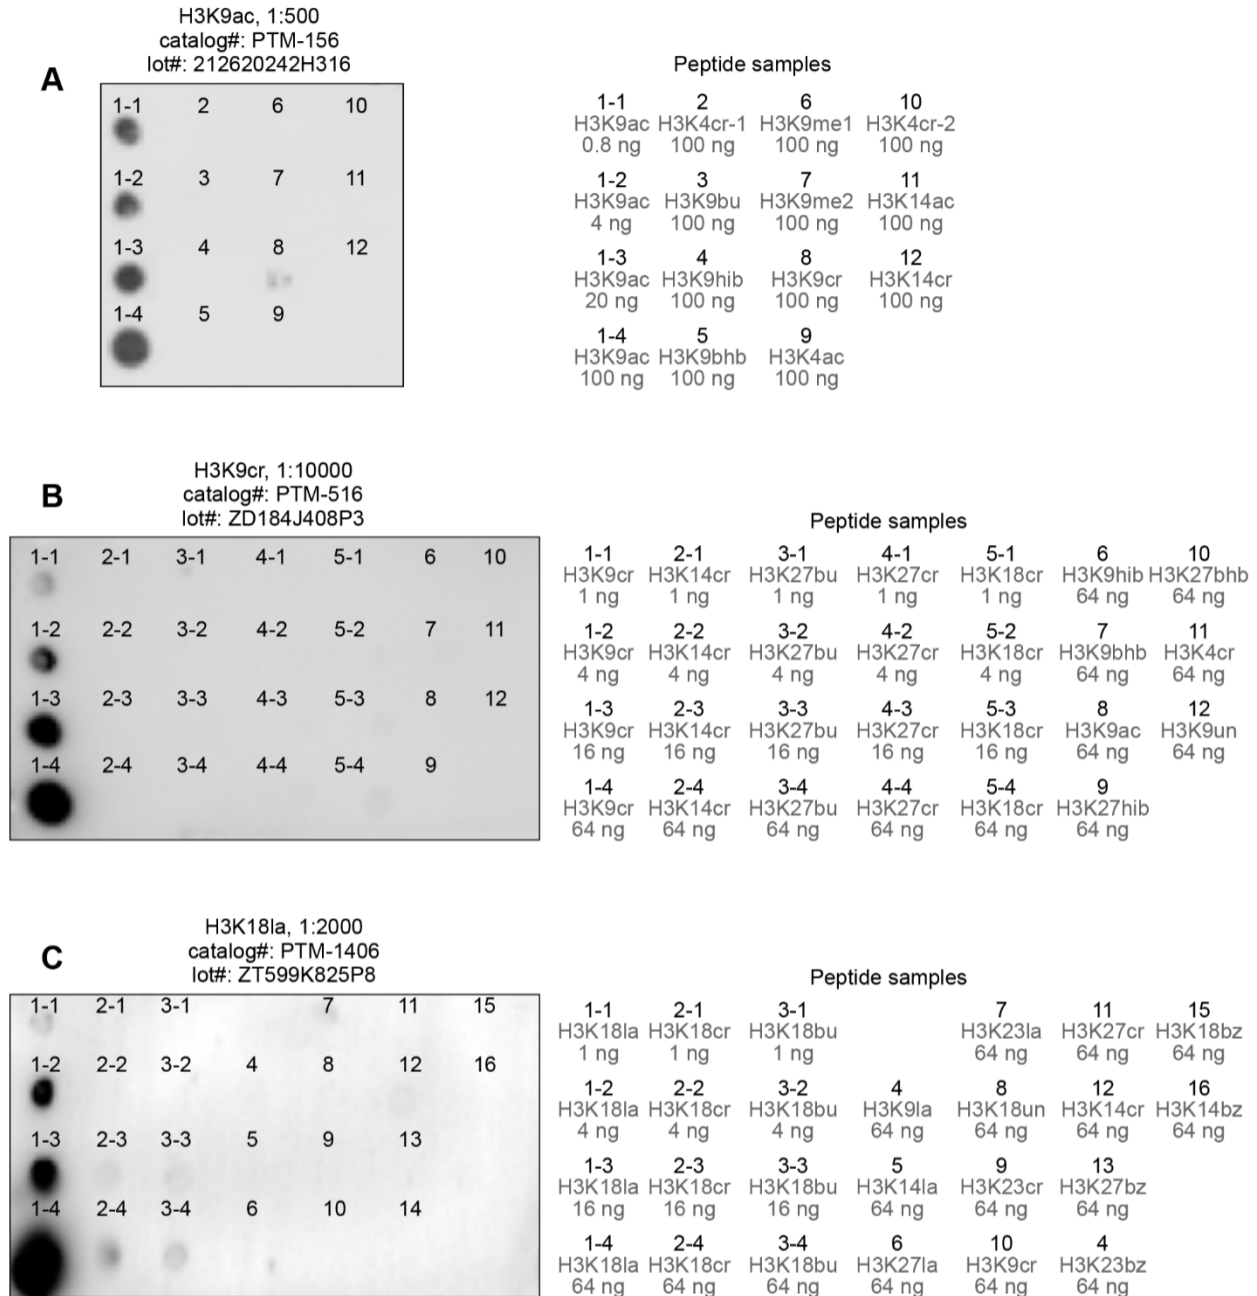 H3K9ac, 1:500
catalog#: PTM-156
lot#: 212620242H316
A
1-1 2 6 10
1-2 3 7 11
1-3 4 8 12
1-4 5 9
Peptide samples
1-1 2 6 10
H3K9ac H3K4cr-1 H3K9me1 H3K4cr-2
0.8 ng 100 ng 100 ng 100 ng
1-2 3 7 11
H3K9ac H3K9bu H3K9me2 H3K14ac
4 ng 100 ng 100 ng 100 ng
1-3 4 8 12
H3K9ac H3K9hib H3K9cr H3K14cr
20 ng 100 ng 100 ng 100 ng
1-4 5 9
H3K9ac H3K9bhb H3K4ac
100 ng 100 ng 100 ng
H3K9cr, 1:10000
catalog#: PTM-516
lot#: ZD184J408P3
B
1-1 2-1 3-1 4-1 5-1 6 10
1-2 2-2 3-2 4-2 5-2 7 11
1-3 2-3 3-3 4-3 5-3 8 12
1-4 2-4 3-4 4-4 5-4 9
Peptide samples
1-1 2-1 3-1 4-1 5-1 6 10
H3K9cr H3K14cr H3K27bu H3K27cr H3K18cr H3K9hib H3K27bhb
1 ng 1 ng 1 ng 1 ng 1 ng 64 ng 64 ng
1-2 2-2 3-2 4-2 5-2 7 11
H3K9cr H3K14cr H3K27bu H3K27cr H3K18cr H3K9bhb H3K4cr
4 ng 4 ng 4 ng 4 ng 4 ng 64 ng 64 ng
1-3 2-3 3-3 4-3 5-3 8 12
H3K9cr H3K14cr H3K27bu H3K27cr H3K18cr H3K9ac H3K9un
16 ng 16 ng 16 ng 16 ng 16 ng 64 ng 64 ng
1-4 2-4 3-4 4-4 5-4 9
H3K9cr H3K14cr H3K27bu H3K27cr H3K18cr H3K27hib
64 ng 64 ng 64 ng 64 ng 64 ng 64 ng
H3K18la, 1:2000
catalog#: PTM-1406
lot#: ZT599K825P8
C
1-1 2-1 3-1 7 11 15
1-2 2-2 3-2 4 8 12 16
1-3 2-3 3-3 5 9 13
1-4 2-4 3-4 6 10 14
Peptide samples
1-1 2-1 3-1 7 11 15
H3K18la H3K18cr H3K18bu H3K23la H3K27cr H3K18bz
1 ng 1 ng 1 ng 64 ng 64 ng 64 ng
1-2 2-2 3-2 4 8 12 16
H3K18la H3K18cr H3K18bu H3K9la H3K18un H3K14cr H3K14bz
4 ng 4 ng 4 ng 64 ng 64 ng 64 ng 64 ng
1-3 2-3 3-3 5 9 13
H3K18la H3K18cr H3K18bu H3K14la H3K23cr H3K27bz
16 ng 16 ng 16 ng 64 ng 64 ng 64 ng
1-4 2-4 3-4 6 10 4
H3K18la H3K18cr H3K18bu H3K27la H3K9cr H3K23bz
64 ng 64 ng 64 ng 64 ng 64 ng 64 ng